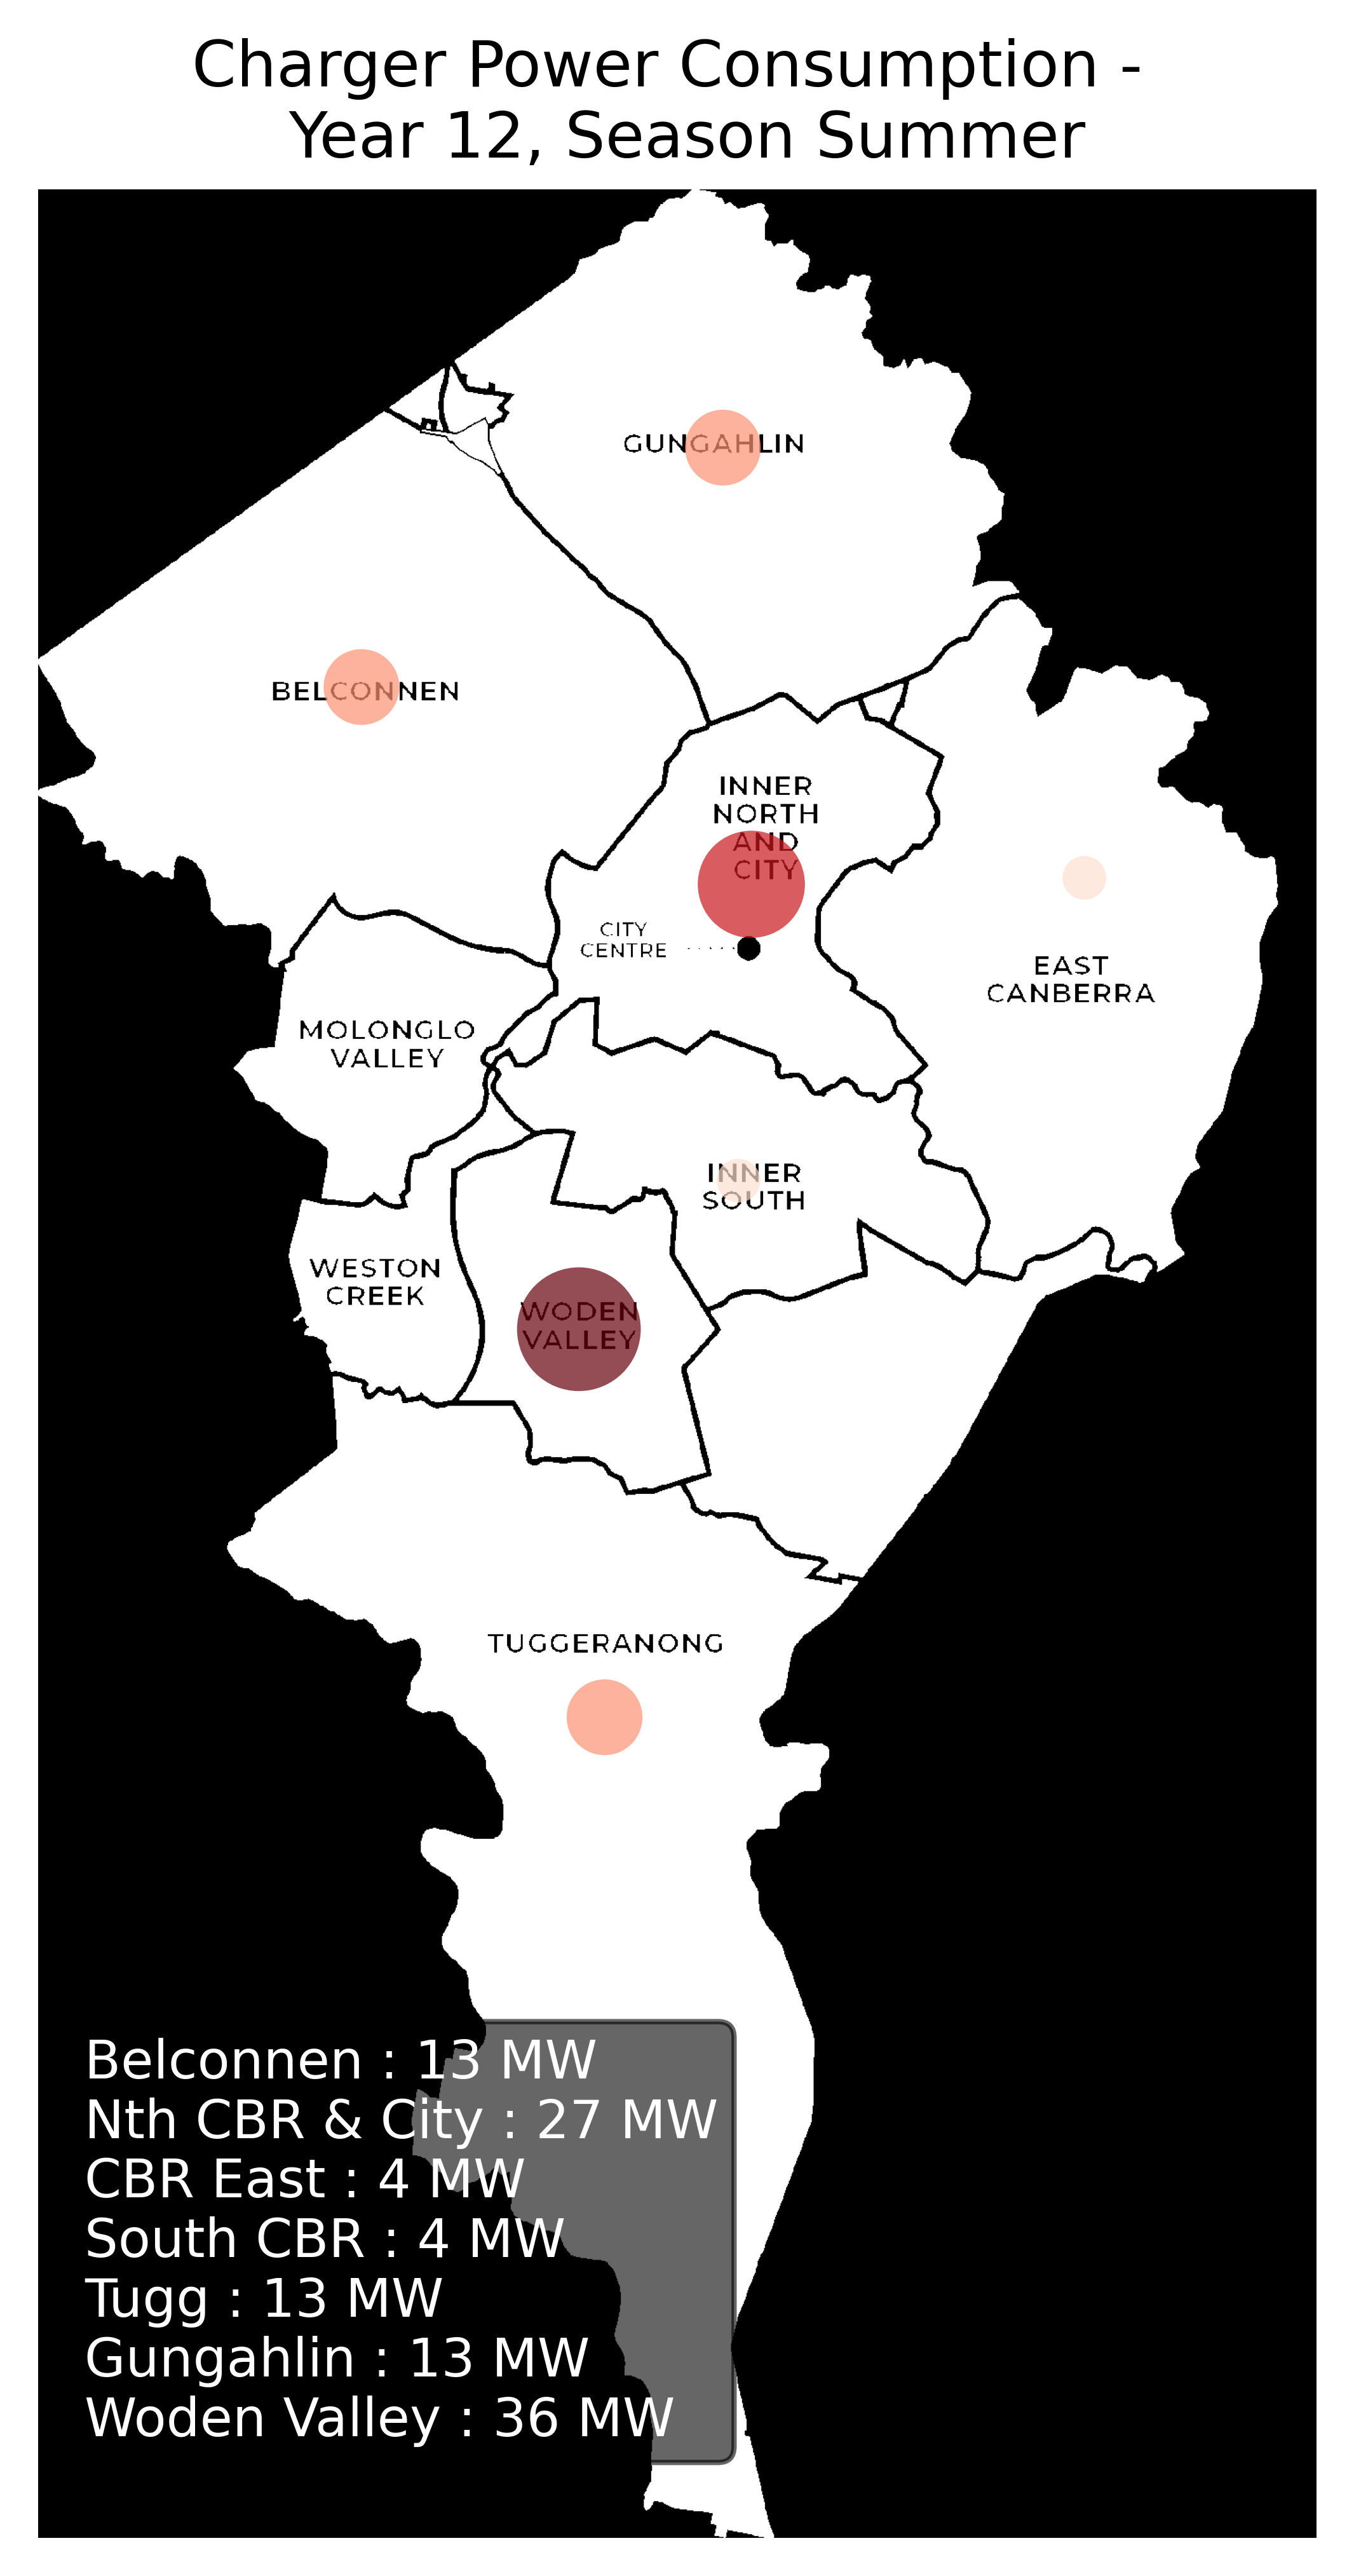 Charger Power Consumption -
Year 12, Season Summer
GUNGAHLIN
BELCONNEN
INNER
NORTH
AND
CITY
CITY
CENTRE
EAST
CANBERRA
MOLONGLO
VALLEY
INNER
SOUTH
WESTON
CREEK
WODEN
VALLEY
TUGGERANONG
Belconnen : 13 MW
Nth CBR & City : 27 MW
CBR East : 4 MW
South CBR : 4 MW
Tugg : 13 MW
Gungahlin : 13 MW
Woden Valley : 36 MW